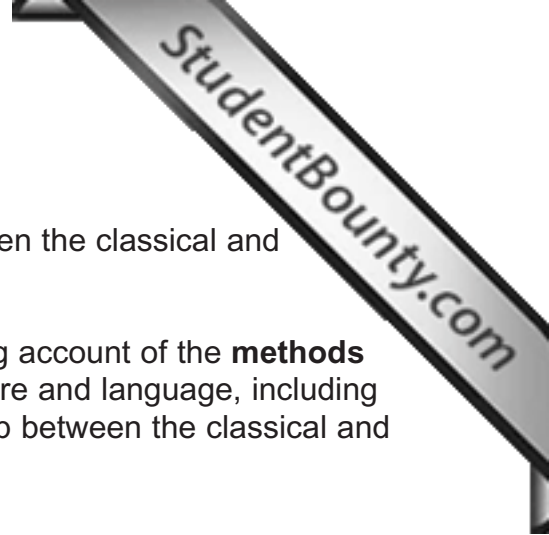 StudentBounty.com
en the classical and
g account of the methods
re and language, including
between the classical and